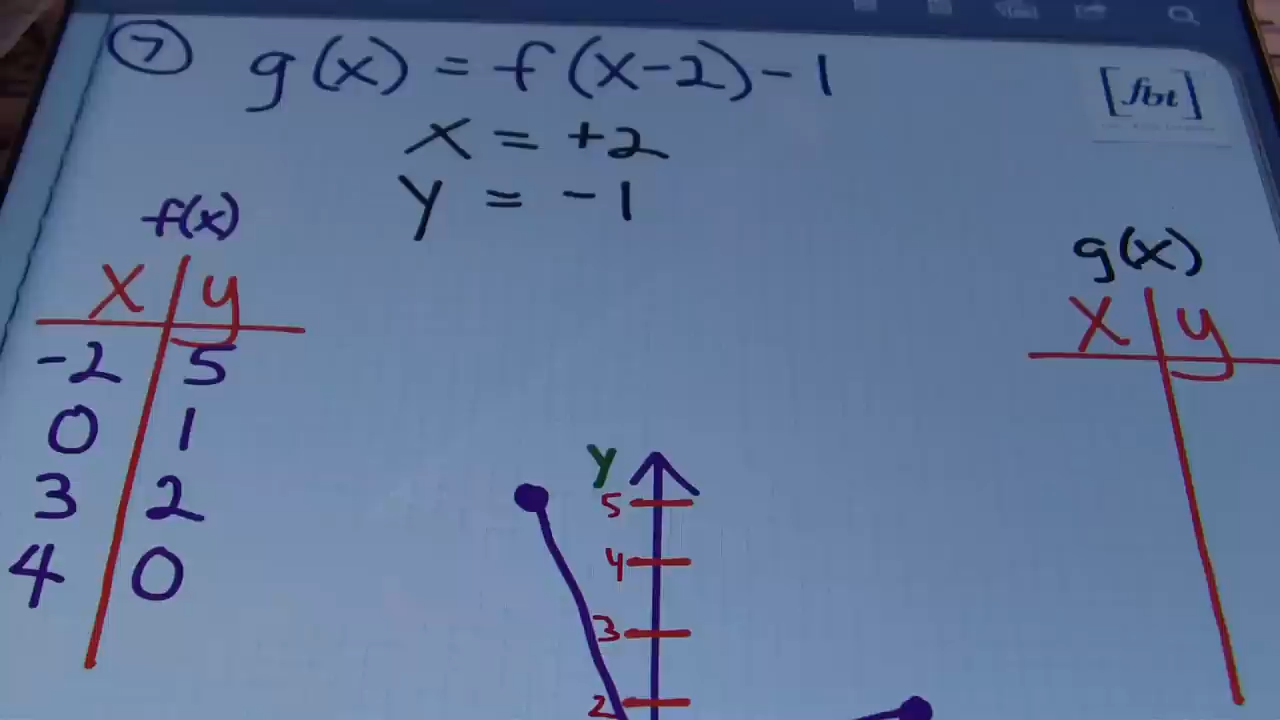 7 g(x) = f(x-2) - 1
[fbt]
x = +2
y = -1
f(x)
x y
-2 5
0 1
3 2
4 0
g(x)
x y
y
5
4
3
2